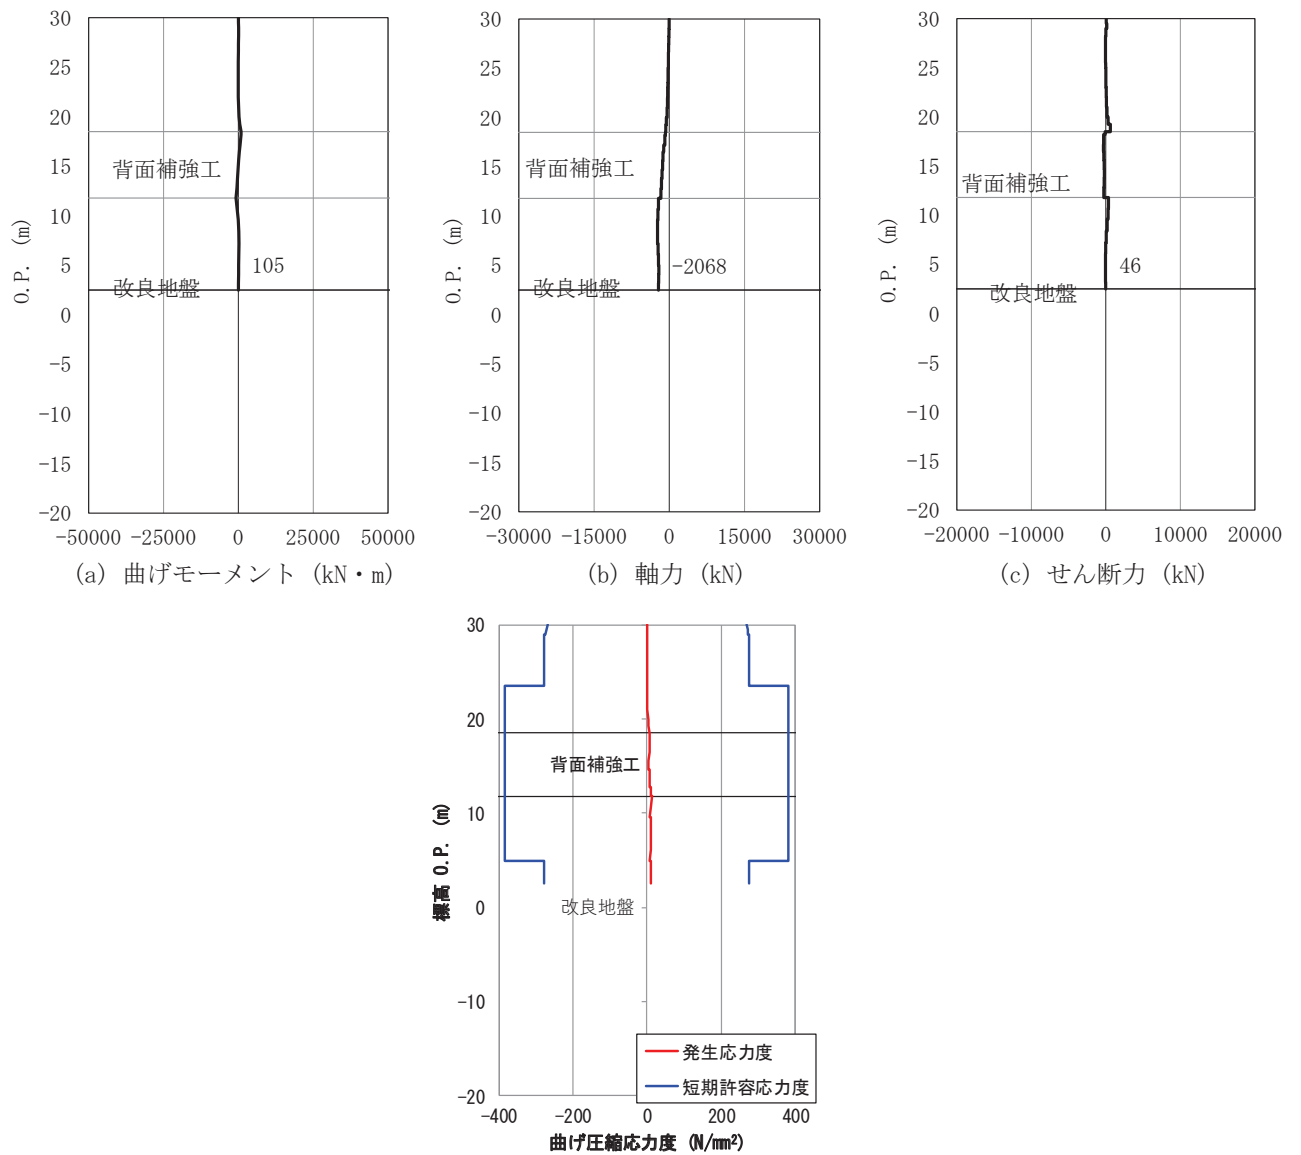 30
25
20
15
10
5
0
-5
-10
-15
-20
O.P. (m)
背面補強工
105
改良地盤
-50000 -25000 0 25000 50000
(a) 曲げモーメント (kN・m)
30
25
20
15
10
5
0
-5
-10
-15
-20
O.P. (m)
背面補強工
-2068
改良地盤
-30000 -15000 0 15000 30000
(b) 軸力 (kN)
30
25
20
15
10
5
0
-5
-10
-15
-20
O.P. (m)
背面補強工
46
改良地盤
-20000 -10000 0 10000 20000
(c) せん断力 (kN)
30
20
10
0
-10
-20
標高 O.P. (m)
背面補強工
改良地盤
発生応力度
短期許容応力度
-400 -200 0 200 400
曲げ圧縮応力度 (N/mm²)